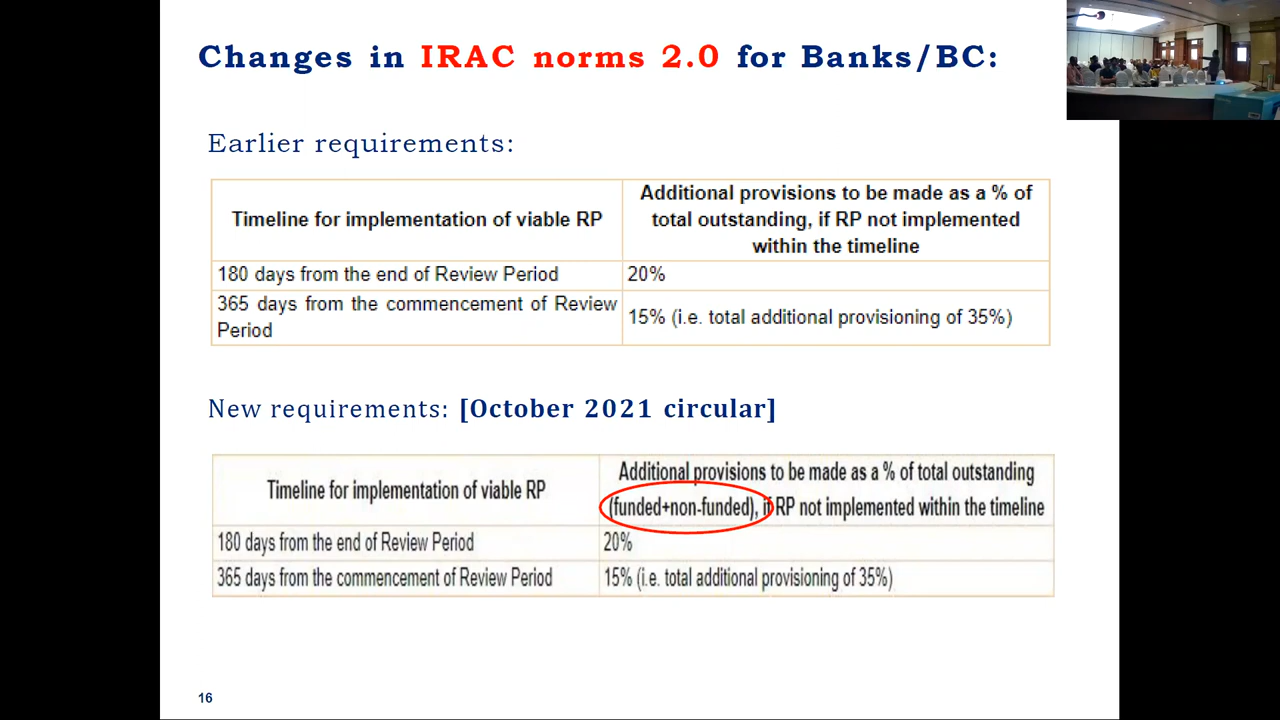 Changes in IRAC norms 2.0 for Banks/BC:
Earlier requirements:
Timeline for implementation of viable RP
Additional provisions to be made as a % of
total outstanding, if RP not implemented
within the timeline
180 days from the end of Review Period
20%
365 days from the commencement of Review
Period
15% (i.e. total additional provisioning of 35%)
New requirements: [October 2021 circular]
Timeline for implementation of viable RP
Additional provisions to be made as a % of total outstanding
(funded+non-funded), if RP not implemented within the timeline
180 days from the end of Review Period
20%
365 days from the commencement of Review Period
15% (i.e. total additional provisioning of 35%)
16